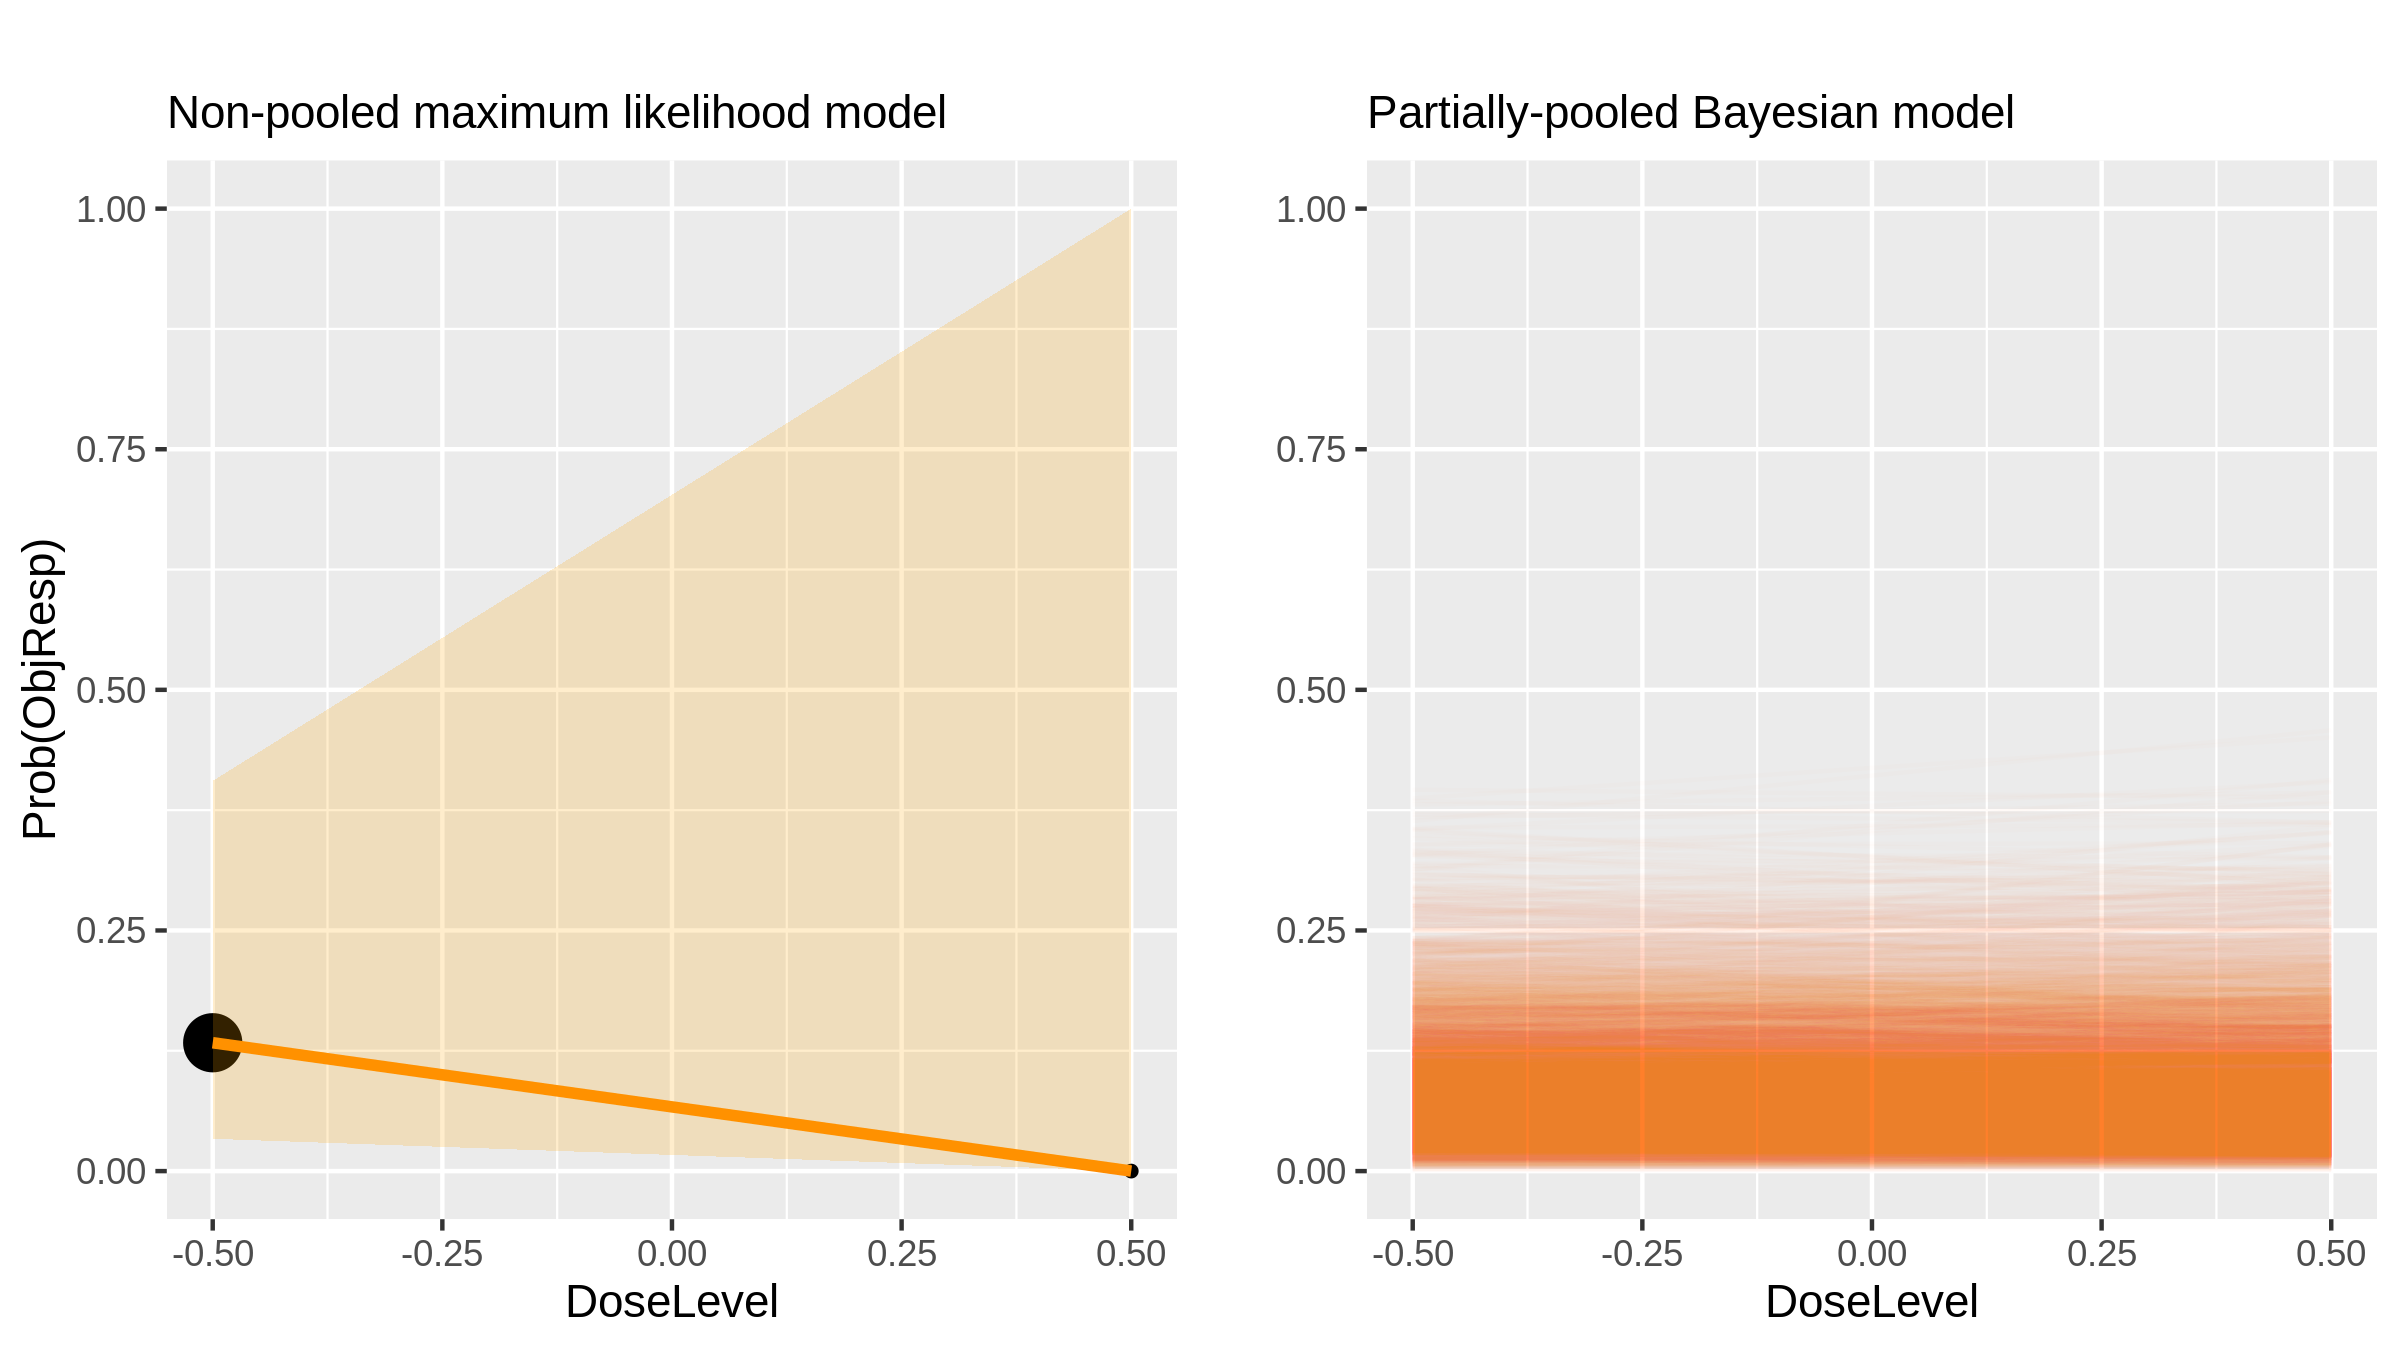 Non-pooled maximum likelihood model
Partially-pooled Bayesian model
Prob(ObjResp)
1.00
0.75
0.50
0.25
0.00
-0.50 -0.25 0.00 0.25 0.50
DoseLevel
1.00
0.75
0.50
0.25
0.00
-0.50 -0.25 0.00 0.25 0.50
DoseLevel